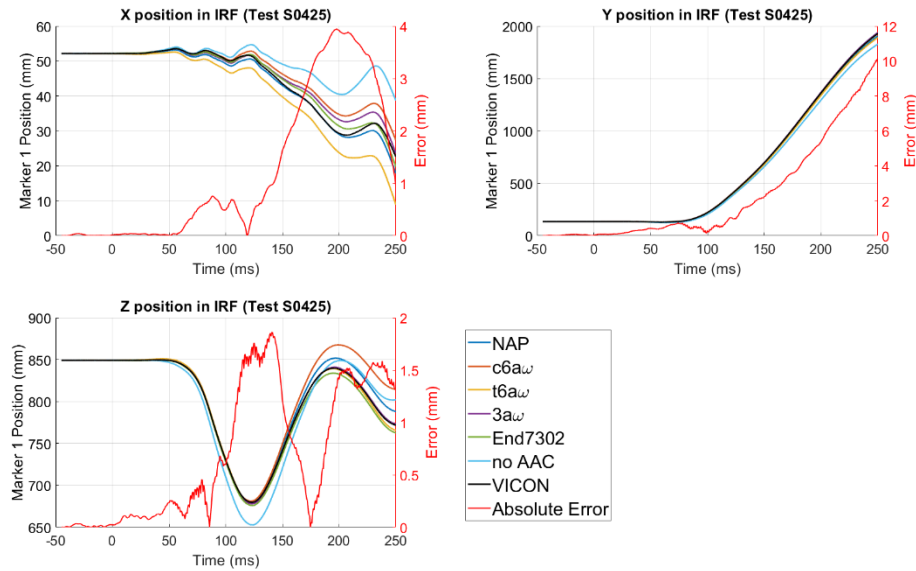 X position in IRF (Test S0425)
60
50
40
30
20
10
0
Marker 1 Position (mm)
4
3
2
1
0
Error (mm)
-50 0 50 100 150 200 250
Time (ms)
Y position in IRF (Test S0425)
2000
1500
1000
500
0
Marker 1 Position (mm)
12
10
8
6
4
2
0
Error (mm)
-50 0 50 100 150 200 250
Time (ms)
Z position in IRF (Test S0425)
900
850
800
750
700
650
Marker 1 Position (mm)
2
1.5
1
0.5
0
Error (mm)
-50 0 50 100 150 200 250
Time (ms)
NAP
c6aω
t6aω
3aω
End7302
no AAC
VICON
Absolute Error